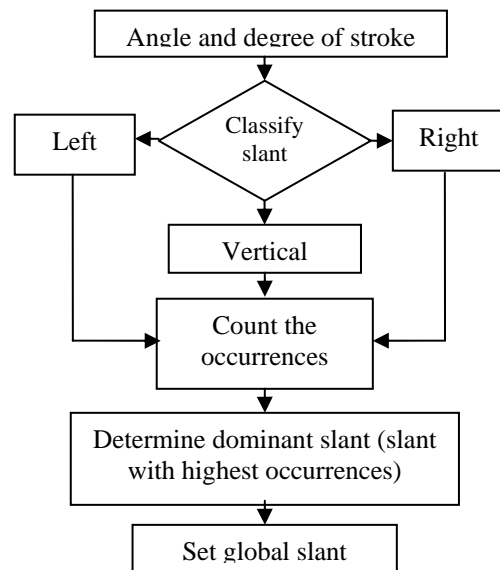 Angle and degree of stroke
Classify
slant
Left
Right
Vertical
Count the
occurrences
Determine dominant slant (slant
with highest occurrences)
Set global slant